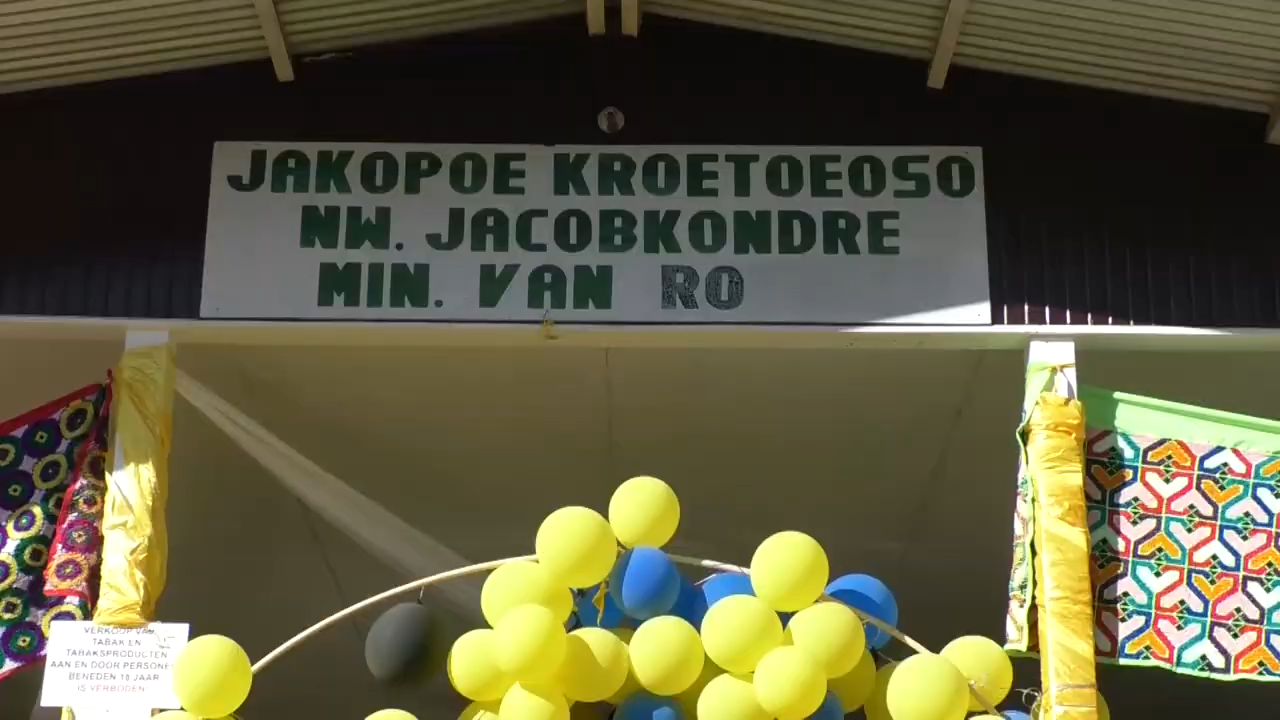 JAKOPOE KROETOEOSO
NW. JACOBKONDRE
MIN. VAN RO
VERKOOP VAN
TABAK EN
TABAKSPRODUCTEN
AAN EN DOOR PERSONE
BENEDEN 18 JAAR
IS VERBODEN